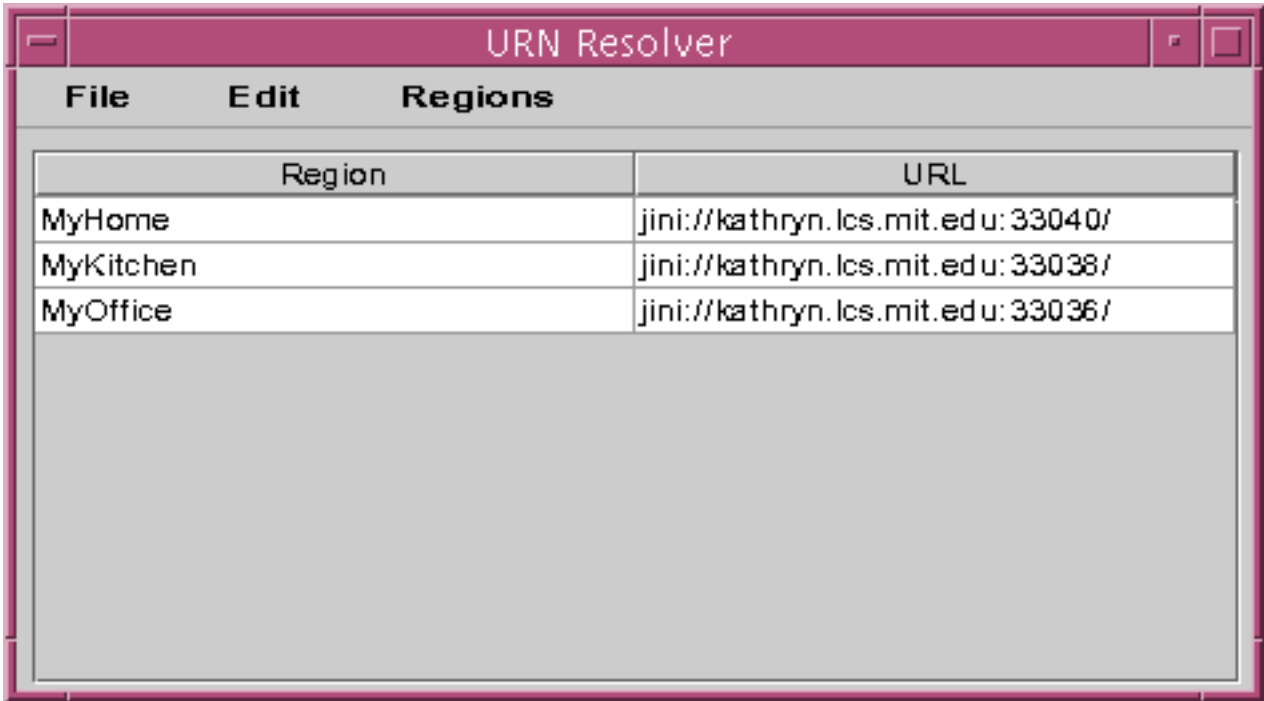 URN Resolver
File Edit Regions
Region URL
MyHome jini://kathryn.lcs.mit.edu:33040/
MyKitchen jini://kathryn.lcs.mit.edu:33038/
MyOffice jini://kathryn.lcs.mit.edu:33036/